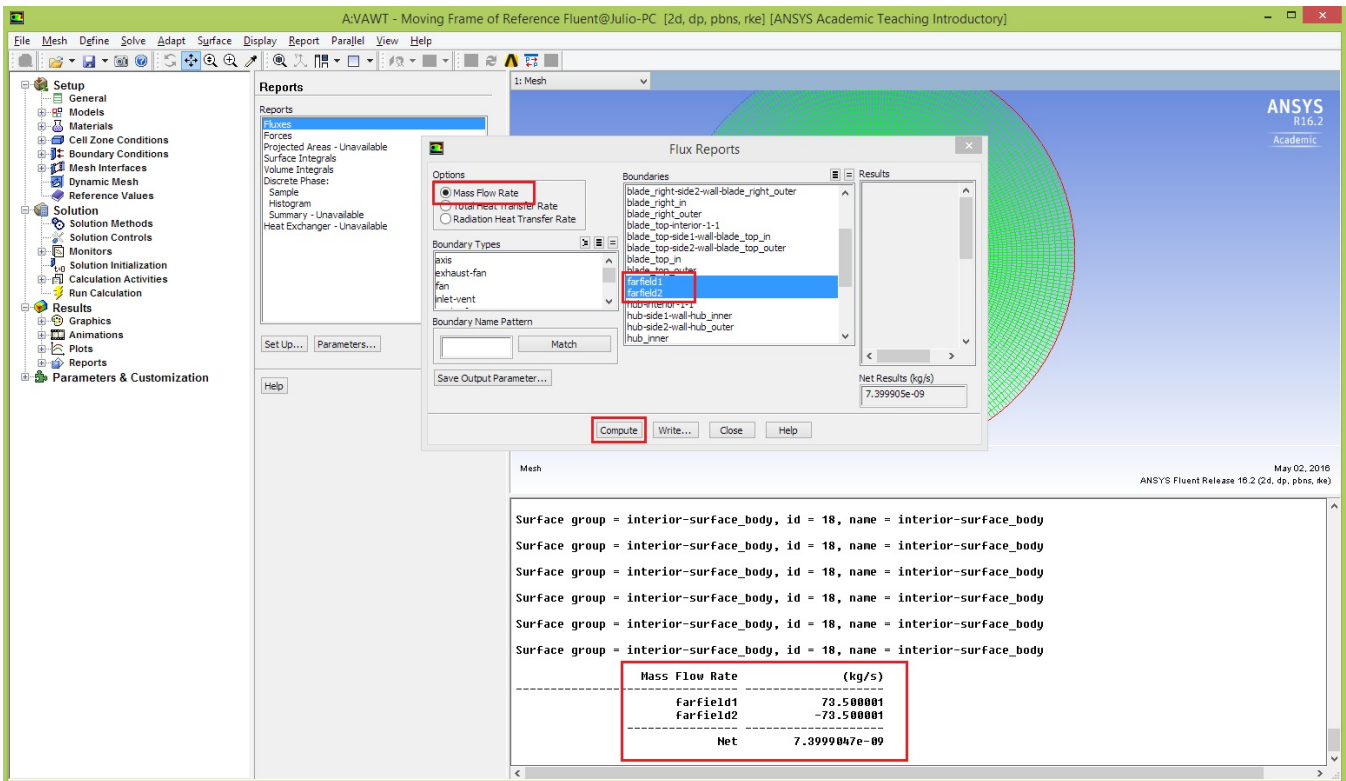 A:VAWT - Moving Frame of Reference Fluent@Julio-PC [2d, dp, pbns, rke] [ANSYS Academic Teaching Introductory]
File Mesh Define Solve Adapt Surface Display Report Parallel View Help
Setup
General
Models
Materials
Cell Zone Conditions
Boundary Conditions
Mesh Interfaces
Dynamic Mesh
Reference Values
Solution
Solution Methods
Solution Controls
Monitors
Solution Initialization
Calculation Activities
Run Calculation
Results
Graphics
Animations
Plots
Reports
Parameters & Customization
Reports
Reports
Fluxes
Forces
Projected Areas - Unavailable
Surface Integrals
Volume Integrals
Discrete Phase:
Sample
Histogram
Summary - Unavailable
Heat Exchanger - Unavailable
Set Up... Parameters...
Help
1: Mesh
ANSYS
R16.2
Academic
Flux Reports
Options
Mass Flow Rate
Total Heat Transfer Rate
Radiation Heat Transfer Rate
Boundary Types
axis
exhaust-fan
fan
inlet-vent
Boundary Name Pattern
Match
Save Output Parameter...
Boundaries
blade_right-side2-wall-blade_right_outer
blade_right_in
blade_right_outer
blade_top-interior-1-1
blade_top-side1-wall-blade_top_in
blade_top-side2-wall-blade_top_outer
blade_top_in
blade_top_outer
farfield1
farfield2
hub-interior-1-1
hub-side1-wall-hub_inner
hub-side2-wall-hub_outer
hub_inner
Results
Net Results (kg/s)
7.399905e-09
Compute Write... Close Help
Mesh
May 02, 2016
ANSYS Fluent Release 16.2 (2d, dp, pbns, rke)
Surface group = interior-surface_body, id = 18, name = interior-surface_body
Surface group = interior-surface_body, id = 18, name = interior-surface_body
Surface group = interior-surface_body, id = 18, name = interior-surface_body
Surface group = interior-surface_body, id = 18, name = interior-surface_body
Surface group = interior-surface_body, id = 18, name = interior-surface_body
Surface group = interior-surface_body, id = 18, name = interior-surface_body
Mass Flow Rate (kg/s)
-------------------------------- --------------------
farfield1 73.500001
farfield2 -73.500001
---------------- --------------------
Net 7.3999047e-09